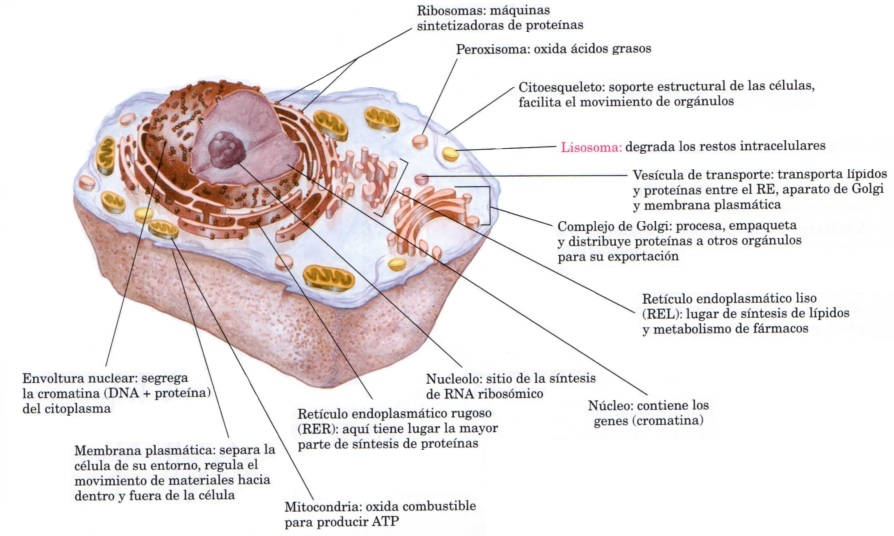 Ribosomas: máquinas
sintetizadoras de proteínas
Peroxisoma: oxida ácidos grasos
Citoesqueleto: soporte estructural de las células,
facilita el movimiento de orgánulos
Lisosoma: degrada los restos intracelulares
Vesícula de transporte: transporta lípidos
y proteínas entre el RE, aparato de Golgi
y membrana plasmática
Complejo de Golgi: procesa, empaqueta
y distribuye proteínas a otros orgánulos
para su exportación
Retículo endoplasmático liso
(REL): lugar de síntesis de lípidos
y metabolismo de fármacos
Envoltura nuclear: segrega
la cromatina (DNA + proteína)
del citoplasma
Nucleolo: sitio de la síntesis
de RNA ribosómico
Núcleo: contiene los
genes (cromatina)
Retículo endoplasmático rugoso
(RER): aquí tiene lugar la mayor
parte de síntesis de proteínas
Membrana plasmática: separa la
célula de su entorno, regula el
movimiento de materiales hacia
dentro y fuera de la célula
Mitocondria: oxida combustible
para producir ATP